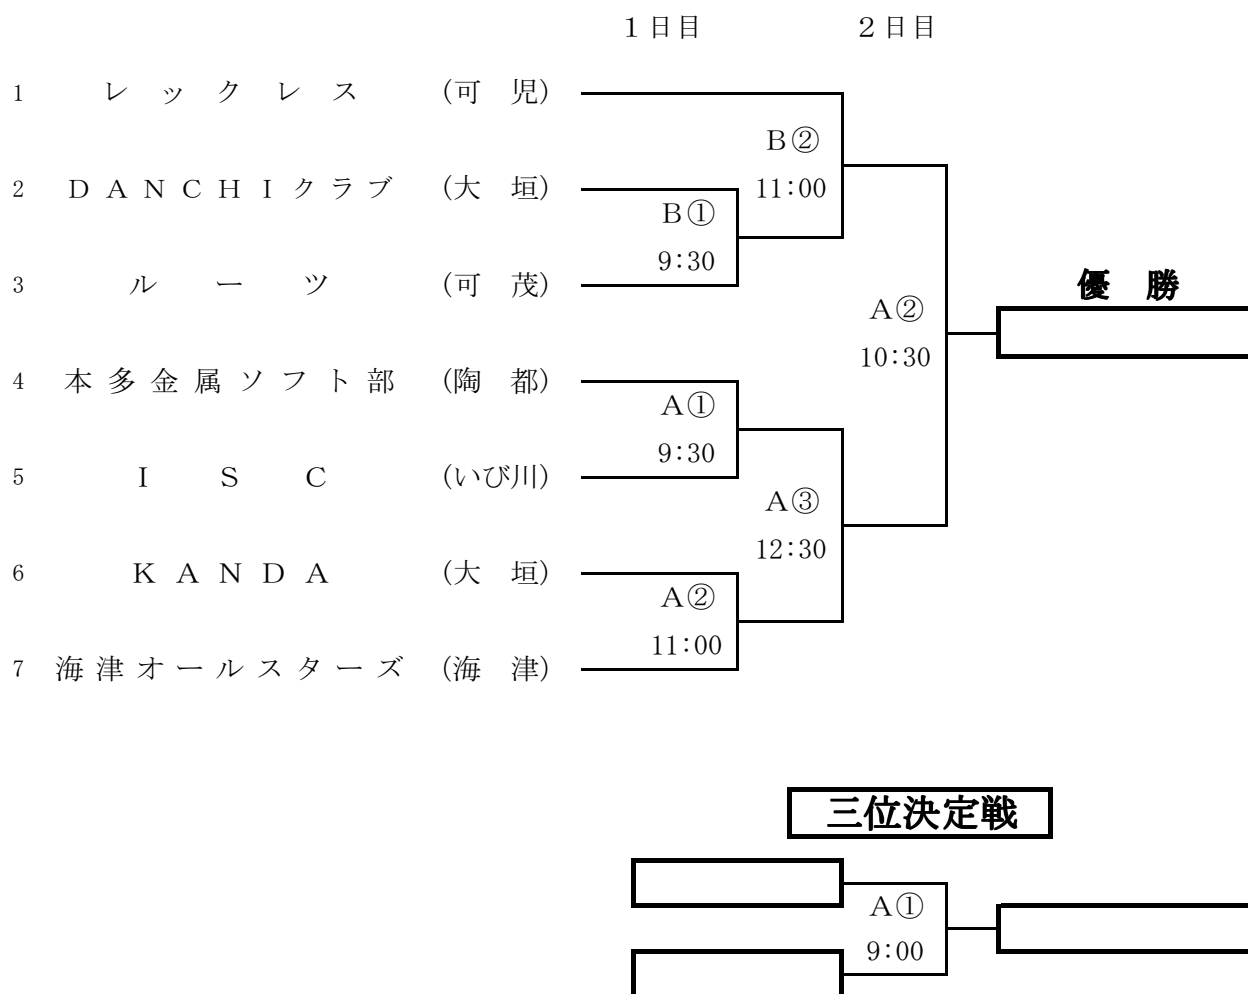 １日目　２日目
1 レックレス (可　児)
B②
2 ＤＡＮＣＨＩクラブ (大　垣) 11:00
B①
9:30
3 ルーツ (可　茂) 優　勝
A②
10:30
4 本多金属ソフト部 (陶　都)
A①
9:30
5 ＩＳＣ (いび川)
A③
12:30
6 ＫＡＮＤＡ (大　垣)
A②
11:00
7 海津オールスターズ (海　津)
三位決定戦
A①
9:00